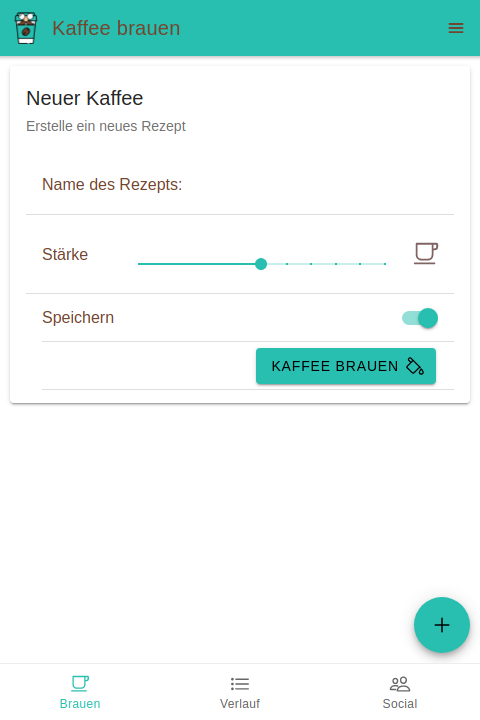 Kaffee brauen
Neuer Kaffee
Erstelle ein neues Rezept
Name des Rezepts:
Stärke
Speichern
KAFFEE BRAUEN
Brauen
Verlauf
Social